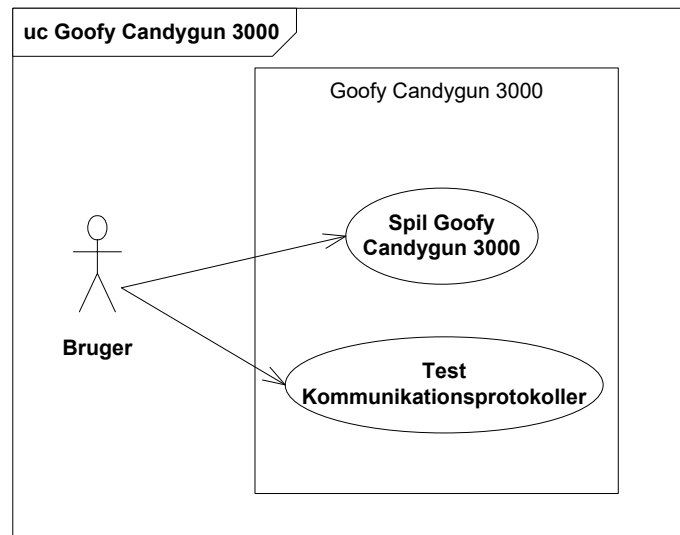 uc Goofy Candygun 3000
Goofy Candygun 3000
Spil Goofy
Candygun 3000
Bruger
Test
Kommunikationsprotokoller